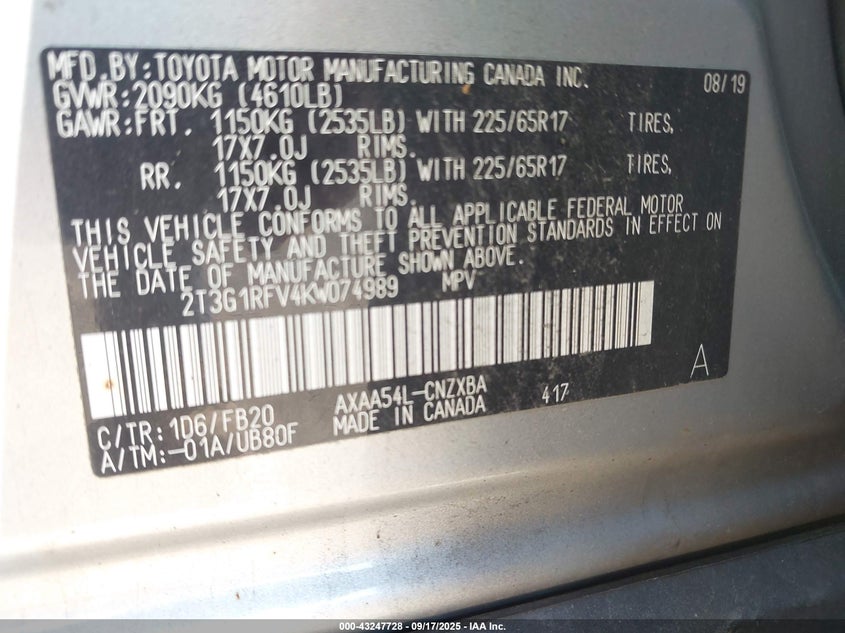 MFD.BY:TOYOTA MOTOR MANUFACTURING CANADA INC. 08/19
GVWR:2090KG (4610LB)
GAWR:FRT. 1150KG (2535LB) WITH 225/65R17 TIRES,
17X7.0J RIMS.
RR. 1150KG (2535LB) WITH 225/65R17 TIRES,
17X7.0J RIMS.
THIS VEHICLE CONFORMS TO ALL APPLICABLE FEDERAL MOTOR
VEHICLE SAFETY AND THEFT PREVENTION STANDARDS IN EFFECT ON
THE DATE OF MANUFACTURE SHOWN ABOVE.
2T3G1RFV4KW074989 MPV
A
C/TR:1D6/FB20 AXAA54L-CNZXBA 417
A/TM:-01A/UB80F MADE IN CANADA
000-43247728 - 09/17/2025 - IAA Inc.